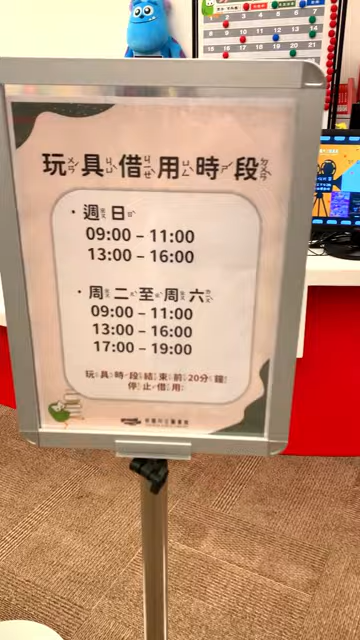 玩具借用時段
・週日
09:00 – 11:00
13:00 – 16:00
・周二至周六
09:00 – 11:00
13:00 – 16:00
17:00 – 19:00
玩具時段結束前20分鐘
停止借用